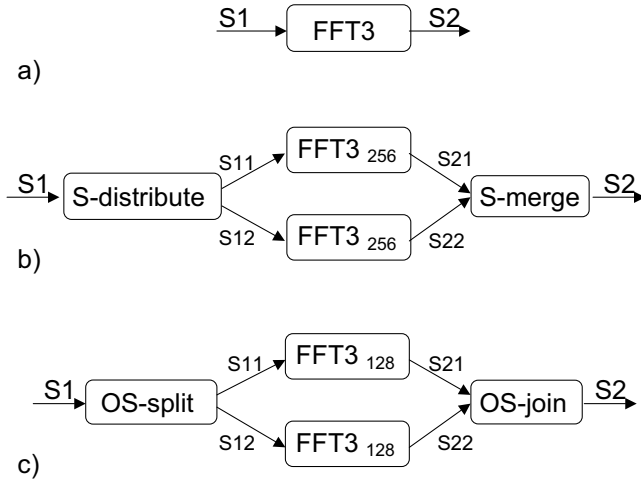 S1 FFT3 S2
a)
S1 S-distribute S11 FFT3 256 S21 S-merge S2
S12 FFT3 256 S22
b)
S1 OS-split S11 FFT3 128 S21 OS-join S2
S12 FFT3 128 S22
c)